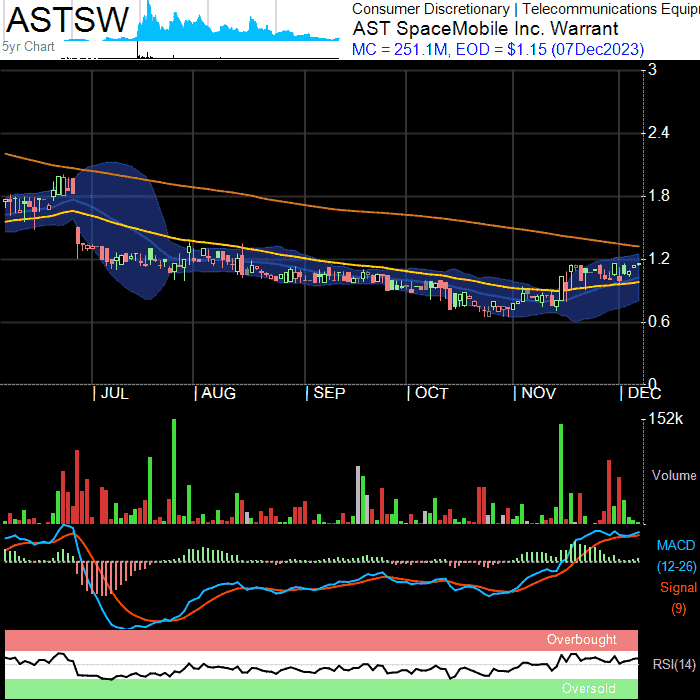 ASTSW
5yr Chart
Consumer Discretionary | Telecommunications Equip
AST SpaceMobile Inc. Warrant
MC = 251.1M, EOD = $1.15 (07Dec2023)
3
2.4
1.8
1.2
0.6
0
| JUL | AUG | SEP | OCT | NOV | DEC
152k
Volume
MACD
(12-26)
Signal
(9)
Overbought
RSI(14)
Oversold